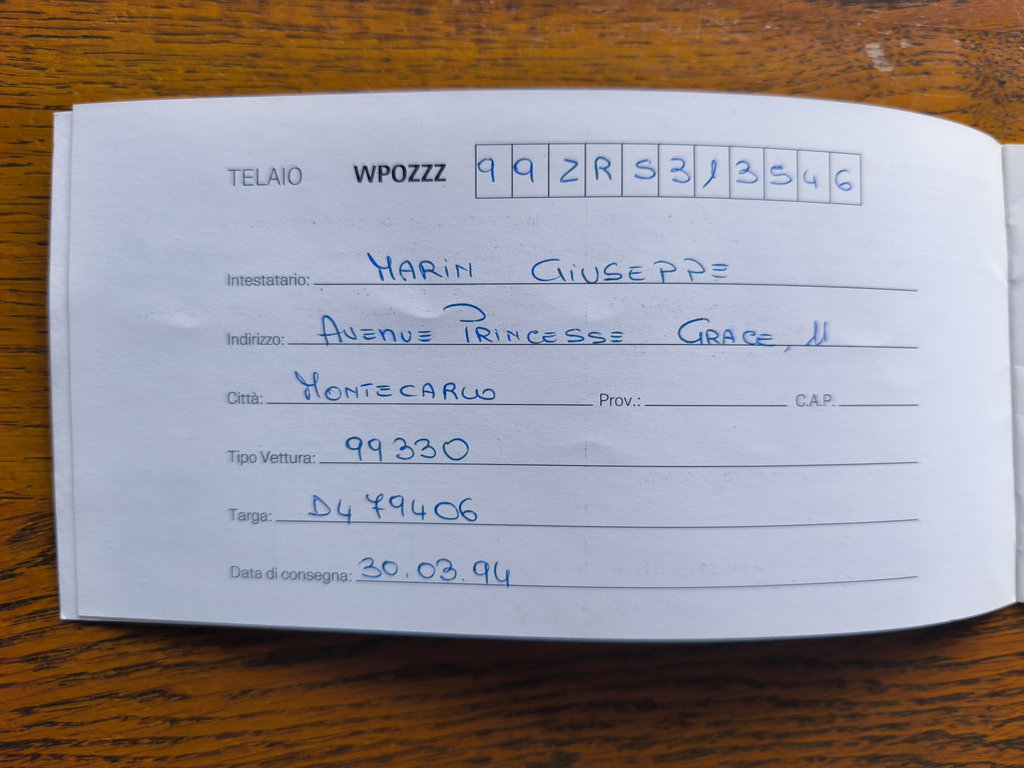 TELAIO WPOZZZ 99ZRS313546
Intestatario: MARIN GIUSEPPE
Indirizzo: AVENUE PRINCESSE GRACE, 11
Città: MONTECARLO Prov.: C.A.P.
Tipo Vettura: 99330
Targa: D479406
Data di consegna: 30.03.94